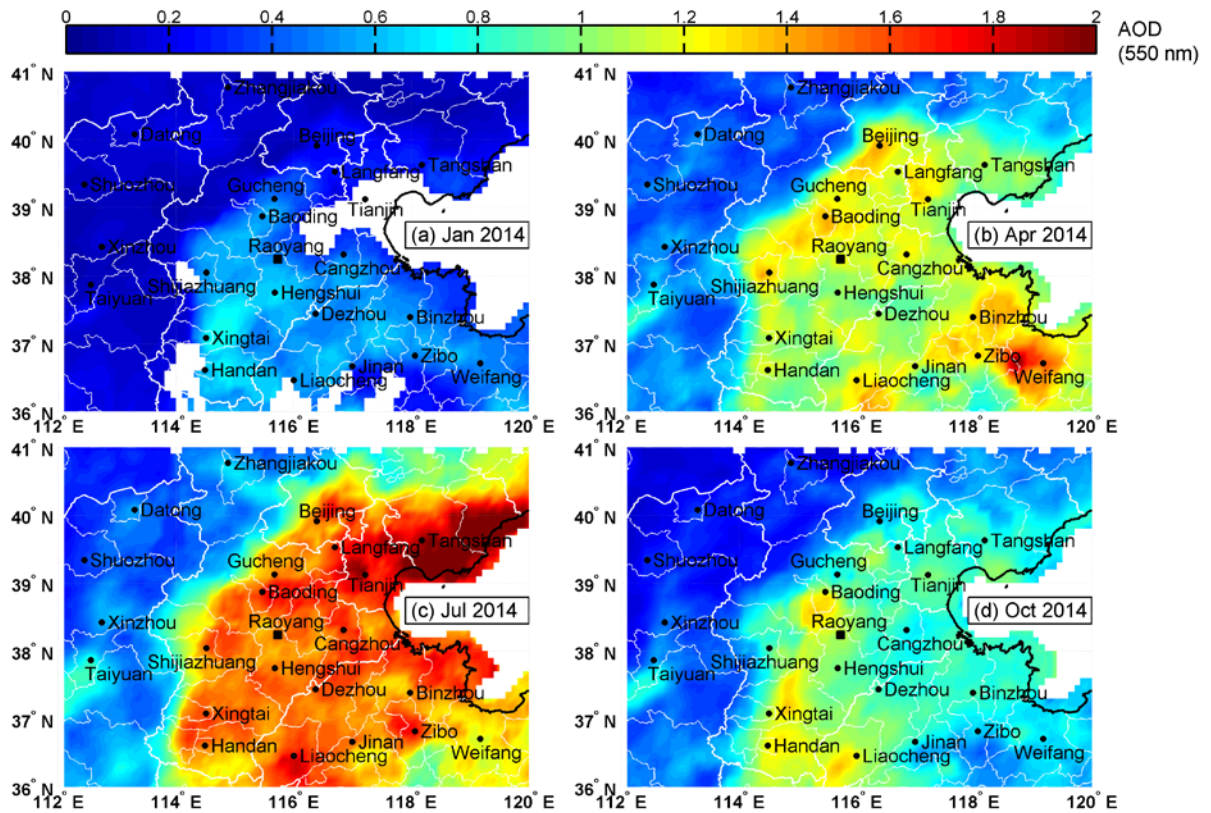 0 0.2 0.4 0.6 0.8 1 1.2 1.4 1.6 1.8 2
AOD
(550 nm)
41° N
40° N
39° N
38° N
37° N
36° N
112° E 114° E 116° E 118° E 120° E
Zhangjiakou
Datong
Beijing
Shuozhou
Langfang
Tangshan
Gucheng
Tianjin
Baoding
Xinzhou
Raoyang
(a) Jan 2014
Cangzhou
Shijiazhuang
Taiyuan
Hengshui
Dezhou
Binzhou
Xingtai
Zibo
Handan
Jinan
Liaocheng
Weifang
41° N
40° N
39° N
38° N
37° N
36° N
112° E 114° E 116° E 118° E 120° E
Zhangjiakou
Datong
Beijing
Shuozhou
Langfang
Tangshan
Gucheng
Tianjin
Baoding
Xinzhou
Raoyang
(b) Apr 2014
Cangzhou
Shijiazhuang
Taiyuan
Hengshui
Dezhou
Binzhou
Xingtai
Zibo
Handan
Jinan
Liaocheng
Weifang
41° N
40° N
39° N
38° N
37° N
36° N
112° E 114° E 116° E 118° E 120° E
Zhangjiakou
Datong
Beijing
Shuozhou
Langfang
Tangshan
Gucheng
Tianjin
Baoding
Xinzhou
Raoyang
(c) Jul 2014
Cangzhou
Shijiazhuang
Taiyuan
Hengshui
Dezhou
Binzhou
Xingtai
Zibo
Handan
Jinan
Liaocheng
Weifang
41° N
40° N
39° N
38° N
37° N
36° N
112° E 114° E 116° E 118° E 120° E
Zhangjiakou
Datong
Beijing
Shuozhou
Langfang
Tangshan
Gucheng
Tianjin
Baoding
Xinzhou
Raoyang
(d) Oct 2014
Cangzhou
Shijiazhuang
Taiyuan
Hengshui
Dezhou
Binzhou
Xingtai
Zibo
Handan
Jinan
Liaocheng
Weifang